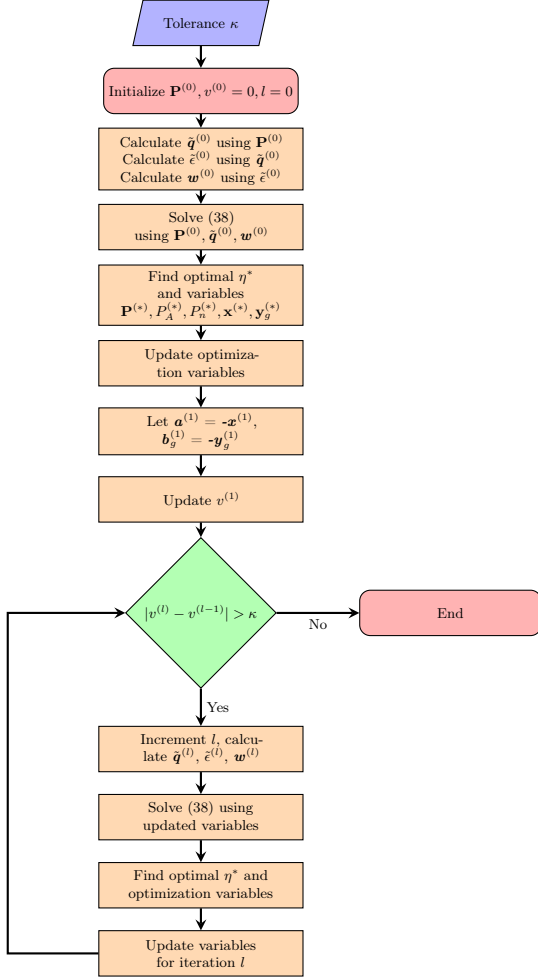 Tolerance κ
Initialize 𝐏⁽⁰⁾, v⁽⁰⁾ = 0, l = 0
Calculate q̃⁽⁰⁾ using 𝐏⁽⁰⁾
Calculate ϵ̃⁽⁰⁾ using q̃⁽⁰⁾
Calculate w⁽⁰⁾ using ϵ̃⁽⁰⁾
Solve (38)
using 𝐏⁽⁰⁾, q̃⁽⁰⁾, w⁽⁰⁾
Find optimal η*
and variables
𝐏^(*), P_A^(*), P_n^(*), 𝐱^(*), 𝐲_g^(*)
Update optimiza-
tion variables
Let a⁽¹⁾ = -x⁽¹⁾,
b_g⁽¹⁾ = -y_g⁽¹⁾
Update v⁽¹⁾
|v^(l) − v^(l−1)| > κ
No
End
Yes
Increment l, calcu-
late q̃^(l), ϵ̃^(l), w^(l)
Solve (38) using
updated variables
Find optimal η* and
optimization variables
Update variables
for iteration l